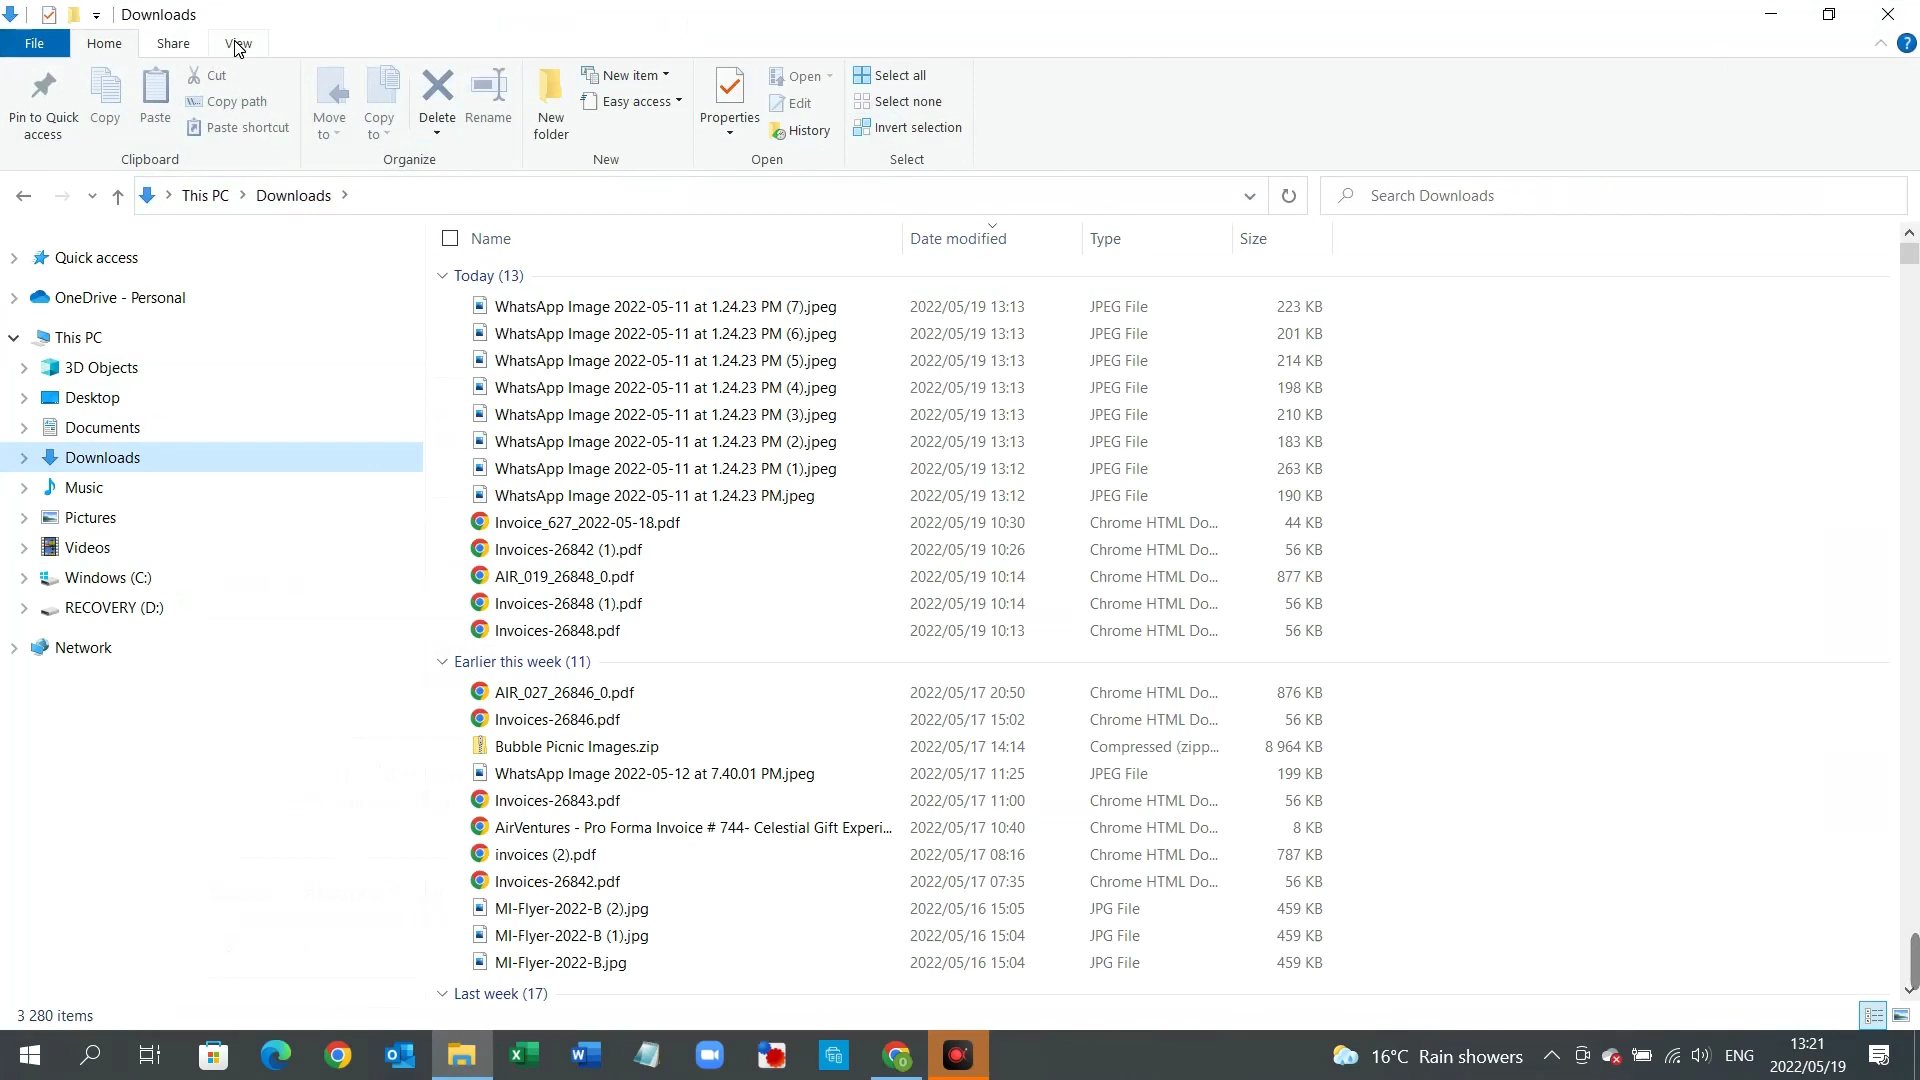 Downloads
File Home Share View
Pin to Quick access
Copy
Paste
Cut
Copy path
Paste shortcut
Move to
Copy to
Delete
Rename
New folder
New item
Easy access
Properties
Open
Edit
History
Select all
Select none
Invert selection
Clipboard Organize New Open Select
This PC > Downloads >
Search Downloads
Quick access
OneDrive - Personal
This PC
3D Objects
Desktop
Documents
Downloads
Music
Pictures
Videos
Windows (C:)
RECOVERY (D:)
Network
Name Date modified Type Size
Today (13)
WhatsApp Image 2022-05-11 at 1.24.23 PM (7).jpeg 2022/05/19 13:13 JPEG File 223 KB
WhatsApp Image 2022-05-11 at 1.24.23 PM (6).jpeg 2022/05/19 13:13 JPEG File 201 KB
WhatsApp Image 2022-05-11 at 1.24.23 PM (5).jpeg 2022/05/19 13:13 JPEG File 214 KB
WhatsApp Image 2022-05-11 at 1.24.23 PM (4).jpeg 2022/05/19 13:13 JPEG File 198 KB
WhatsApp Image 2022-05-11 at 1.24.23 PM (3).jpeg 2022/05/19 13:13 JPEG File 210 KB
WhatsApp Image 2022-05-11 at 1.24.23 PM (2).jpeg 2022/05/19 13:13 JPEG File 183 KB
WhatsApp Image 2022-05-11 at 1.24.23 PM (1).jpeg 2022/05/19 13:12 JPEG File 263 KB
WhatsApp Image 2022-05-11 at 1.24.23 PM.jpeg 2022/05/19 13:12 JPEG File 190 KB
Invoice_627_2022-05-18.pdf 2022/05/19 10:30 Chrome HTML Do... 44 KB
Invoices-26842 (1).pdf 2022/05/19 10:26 Chrome HTML Do... 56 KB
AIR_019_26848_0.pdf 2022/05/19 10:14 Chrome HTML Do... 877 KB
Invoices-26848 (1).pdf 2022/05/19 10:14 Chrome HTML Do... 56 KB
Invoices-26848.pdf 2022/05/19 10:13 Chrome HTML Do... 56 KB
Earlier this week (11)
AIR_027_26846_0.pdf 2022/05/17 20:50 Chrome HTML Do... 876 KB
Invoices-26846.pdf 2022/05/17 15:02 Chrome HTML Do... 56 KB
Bubble Picnic Images.zip 2022/05/17 14:14 Compressed (zipp... 8 964 KB
WhatsApp Image 2022-05-12 at 7.40.01 PM.jpeg 2022/05/17 11:25 JPEG File 199 KB
Invoices-26843.pdf 2022/05/17 11:00 Chrome HTML Do... 56 KB
AirVentures - Pro Forma Invoice # 744- Celestial Gift Experi... 2022/05/17 10:40 Chrome HTML Do... 8 KB
invoices (2).pdf 2022/05/17 08:16 Chrome HTML Do... 787 KB
Invoices-26842.pdf 2022/05/17 07:35 Chrome HTML Do... 56 KB
MI-Flyer-2022-B (2).jpg 2022/05/16 15:05 JPG File 459 KB
MI-Flyer-2022-B (1).jpg 2022/05/16 15:04 JPG File 459 KB
MI-Flyer-2022-B.jpg 2022/05/16 15:04 JPG File 459 KB
Last week (17)
3 280 items
16°C Rain showers ENG
13:21
2022/05/19